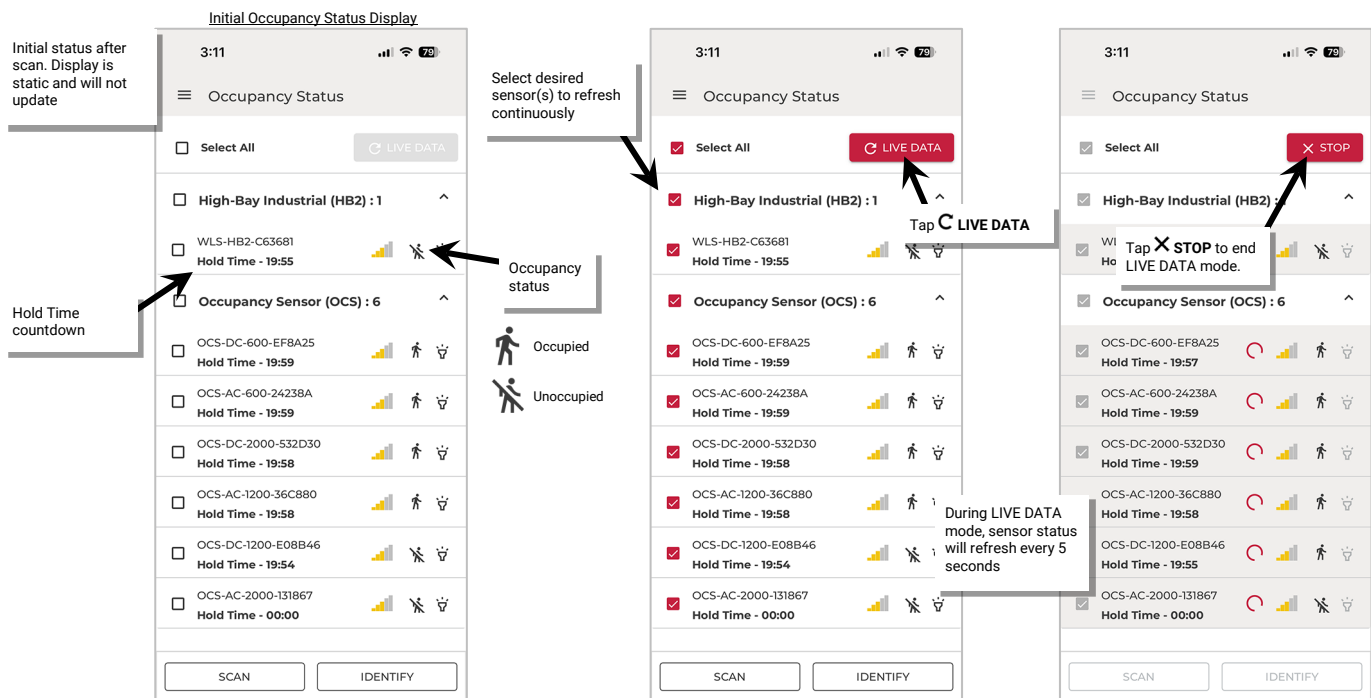 Initial Occupancy Status Display
Initial status after
scan. Display is
static and will not
update
Hold Time
countdown
3:11
79
Occupancy Status
Select All
LIVE DATA
High-Bay Industrial (HB2) : 1
WLS-HB2-C63681
Hold Time - 19:55
Occupancy Sensor (OCS) : 6
OCS-DC-600-EF8A25
Hold Time - 19:59
OCS-AC-600-24238A
Hold Time - 19:59
OCS-DC-2000-532D30
Hold Time - 19:58
OCS-AC-1200-36C880
Hold Time - 19:58
OCS-DC-1200-E08B46
Hold Time - 19:54
OCS-AC-2000-131867
Hold Time - 00:00
SCAN
IDENTIFY
Occupancy
status
Occupied
Unoccupied
Select desired
sensor(s) to refresh
continuously
3:11
79
Occupancy Status
Select All
LIVE DATA
High-Bay Industrial (HB2) : 1
WLS-HB2-C63681
Hold Time - 19:55
Occupancy Sensor (OCS) : 6
OCS-DC-600-EF8A25
Hold Time - 19:59
OCS-AC-600-24238A
Hold Time - 19:59
OCS-DC-2000-532D30
Hold Time - 19:58
OCS-AC-1200-36C880
Hold Time - 19:58
OCS-DC-1200-E08B46
Hold Time - 19:54
OCS-AC-2000-131867
Hold Time - 00:00
SCAN
IDENTIFY
Tap LIVE DATA
During LIVE DATA
mode, sensor status
will refresh every 5
seconds
3:11
79
Occupancy Status
Select All
STOP
High-Bay Industrial (HB2) :
Tap STOP to end
LIVE DATA mode.
Occupancy Sensor (OCS) : 6
OCS-DC-600-EF8A25
Hold Time - 19:57
OCS-AC-600-24238A
Hold Time - 19:59
OCS-DC-2000-532D30
Hold Time - 19:59
OCS-AC-1200-36C880
Hold Time - 19:58
OCS-DC-1200-E08B46
Hold Time - 19:55
OCS-AC-2000-131867
Hold Time - 00:00
SCAN
IDENTIFY